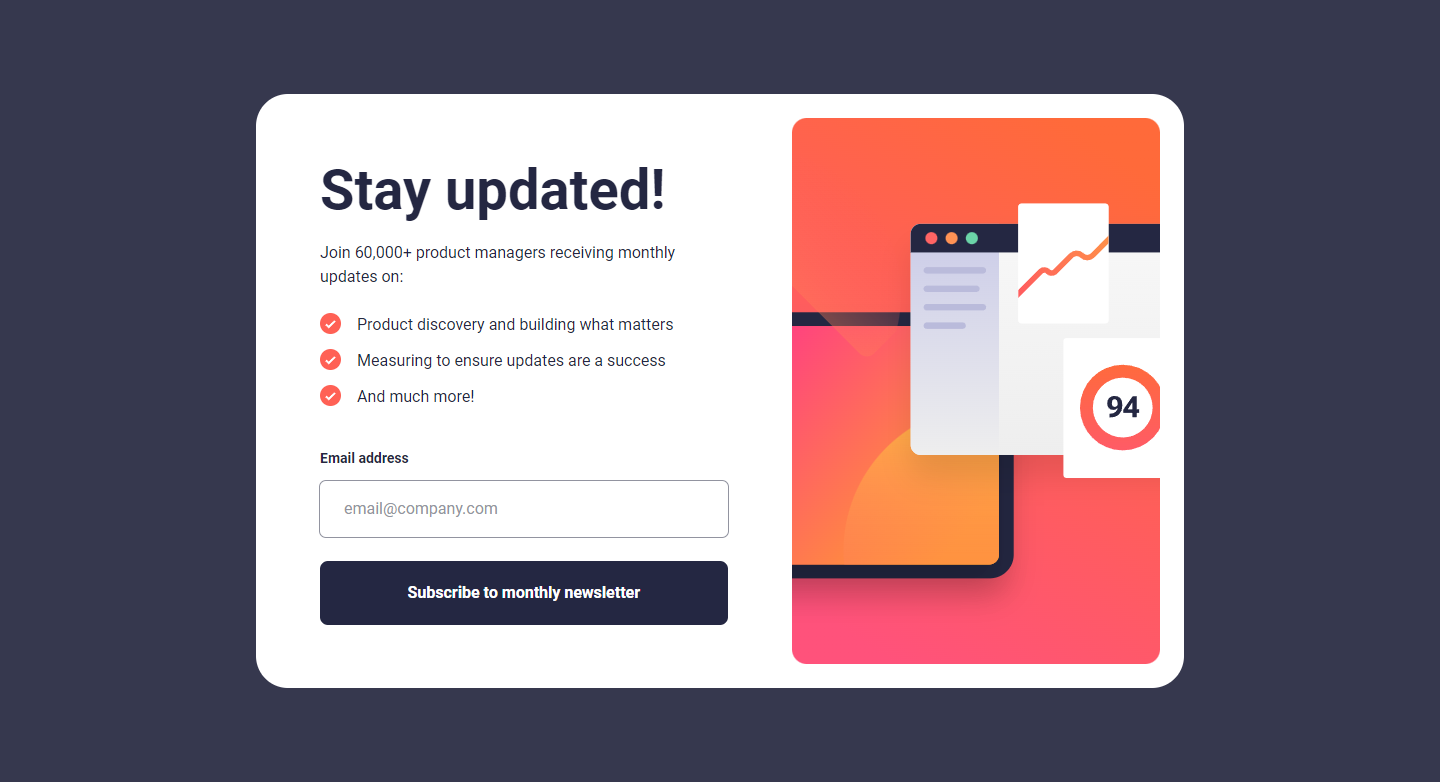 Stay updated!
Join 60,000+ product managers receiving monthly
updates on:
Product discovery and building what matters
Measuring to ensure updates are a success
And much more!
Email address
email@company.com
Subscribe to monthly newsletter
94